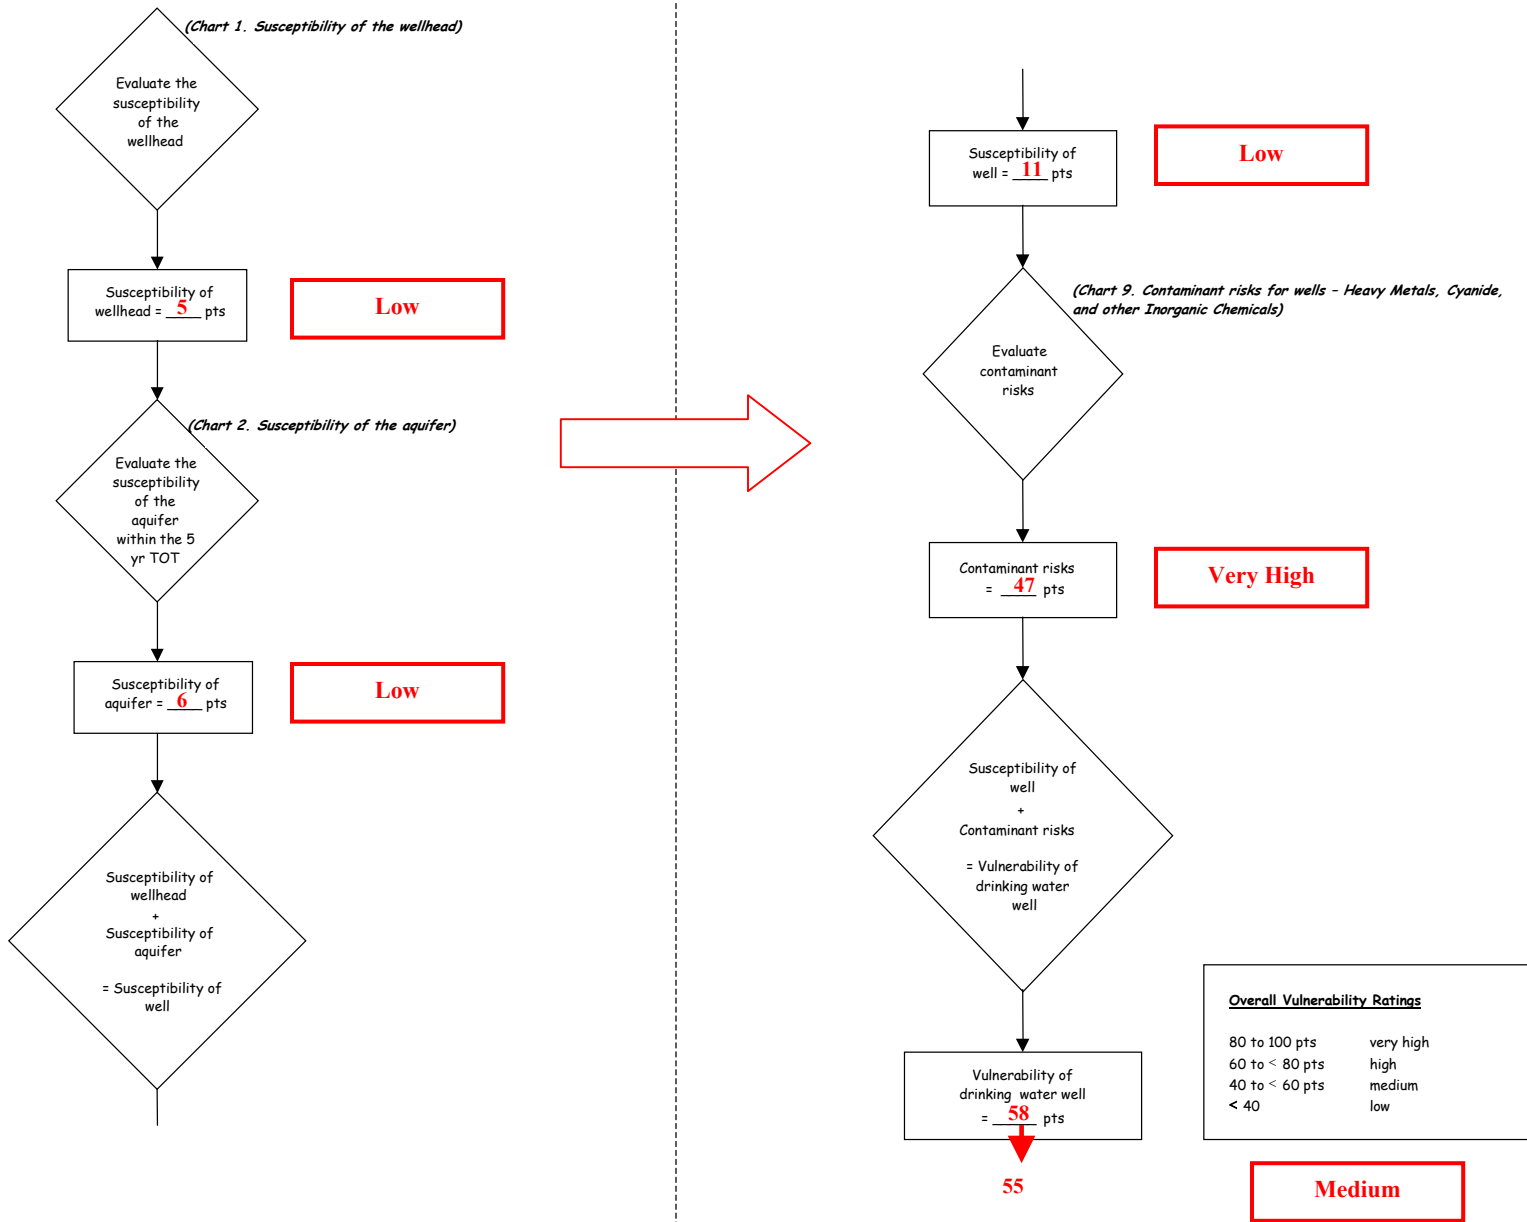 (Chart 1. Susceptibility of the wellhead)
Evaluate the
susceptibility
of the
wellhead
Susceptibility of
wellhead = 5 pts
Low
(Chart 2. Susceptibility of the aquifer)
Evaluate the
susceptibility
of the
aquifer
within the 5
yr TOT
Susceptibility of
aquifer = 6 pts
Low
Susceptibility of
wellhead
+
Susceptibility of
aquifer
= Susceptibility of
well
Susceptibility of
well = 11 pts
Low
(Chart 9. Contaminant risks for wells – Heavy Metals, Cyanide,
and other Inorganic Chemicals)
Evaluate
contaminant
risks
Contaminant risks
= 47 pts
Very High
Susceptibility of
well
+
Contaminant risks
= Vulnerability of
drinking water
well
Vulnerability of
drinking water well
= 58 pts
55
Overall Vulnerability Ratings
80 to 100 pts very high
60 to < 80 pts high
40 to < 60 pts medium
< 40 low
Medium